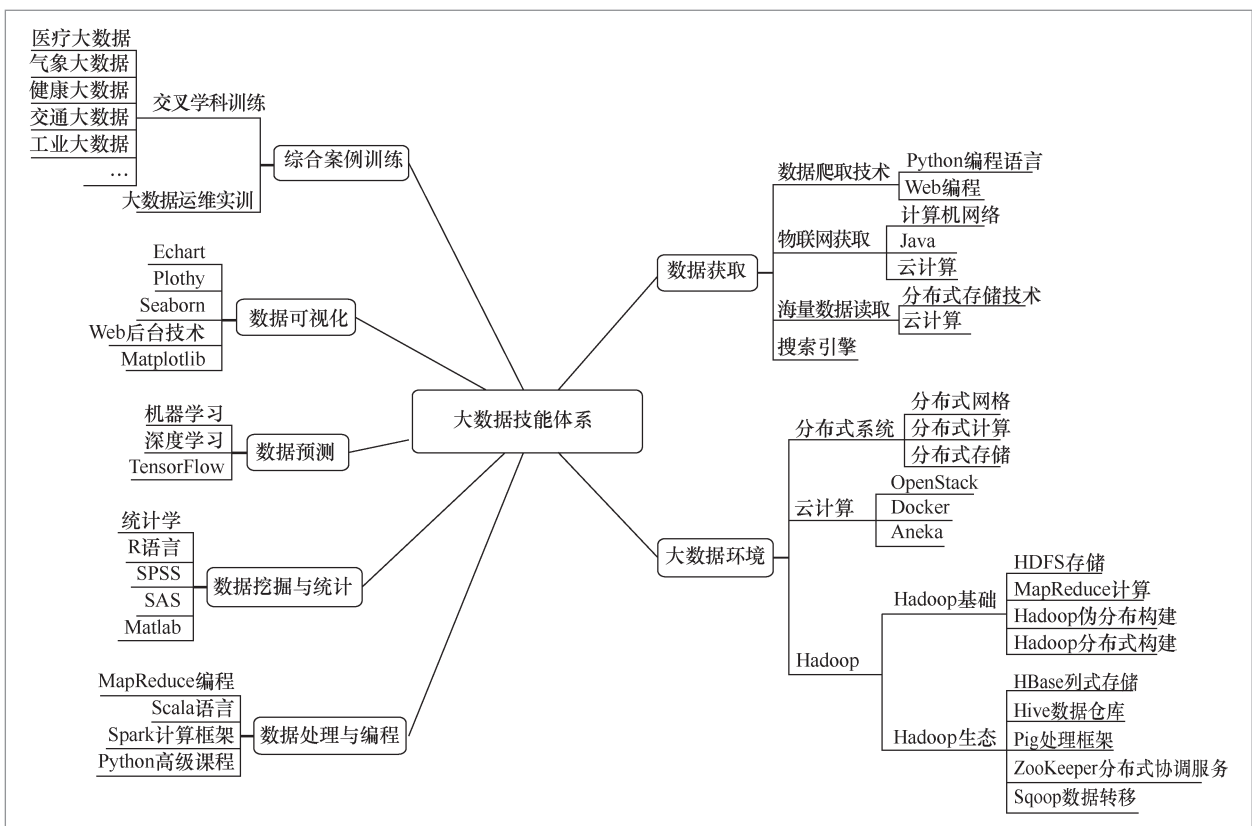 大数据技能体系
综合案例训练
交叉学科训练
医疗大数据
气象大数据
健康大数据
交通大数据
工业大数据
…
大数据运维实训
数据可视化
Echart
Plothy
Seaborn
Web后台技术
Matplotlib
数据预测
机器学习
深度学习
TensorFlow
数据挖掘与统计
统计学
R语言
SPSS
SAS
Matlab
数据处理与编程
MapReduce编程
Scala语言
Spark计算框架
Python高级课程
数据获取
数据爬取技术
Python编程语言
Web编程
物联网获取
计算机网络
Java
云计算
海量数据读取
分布式存储技术
云计算
搜索引擎
大数据环境
分布式系统
分布式网格
分布式计算
分布式存储
云计算
OpenStack
Docker
Aneka
Hadoop
Hadoop基础
HDFS存储
MapReduce计算
Hadoop伪分布构建
Hadoop分布式构建
Hadoop生态
HBase列式存储
Hive数据仓库
Pig处理框架
ZooKeeper分布式协调服务
Sqoop数据转移